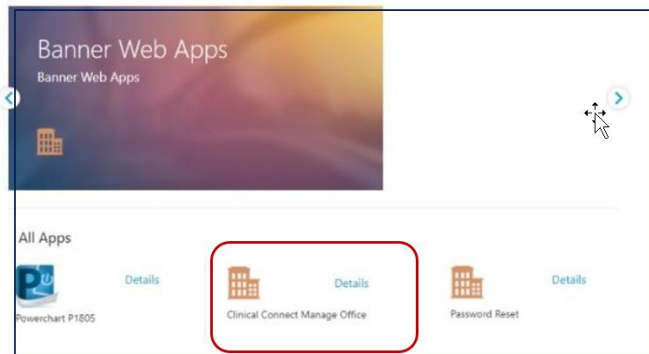 Banner Web Apps
Banner Web Apps
All Apps
Details
Details
Details
Powerchart P1805
Clinical Connect Manage Office
Password Reset